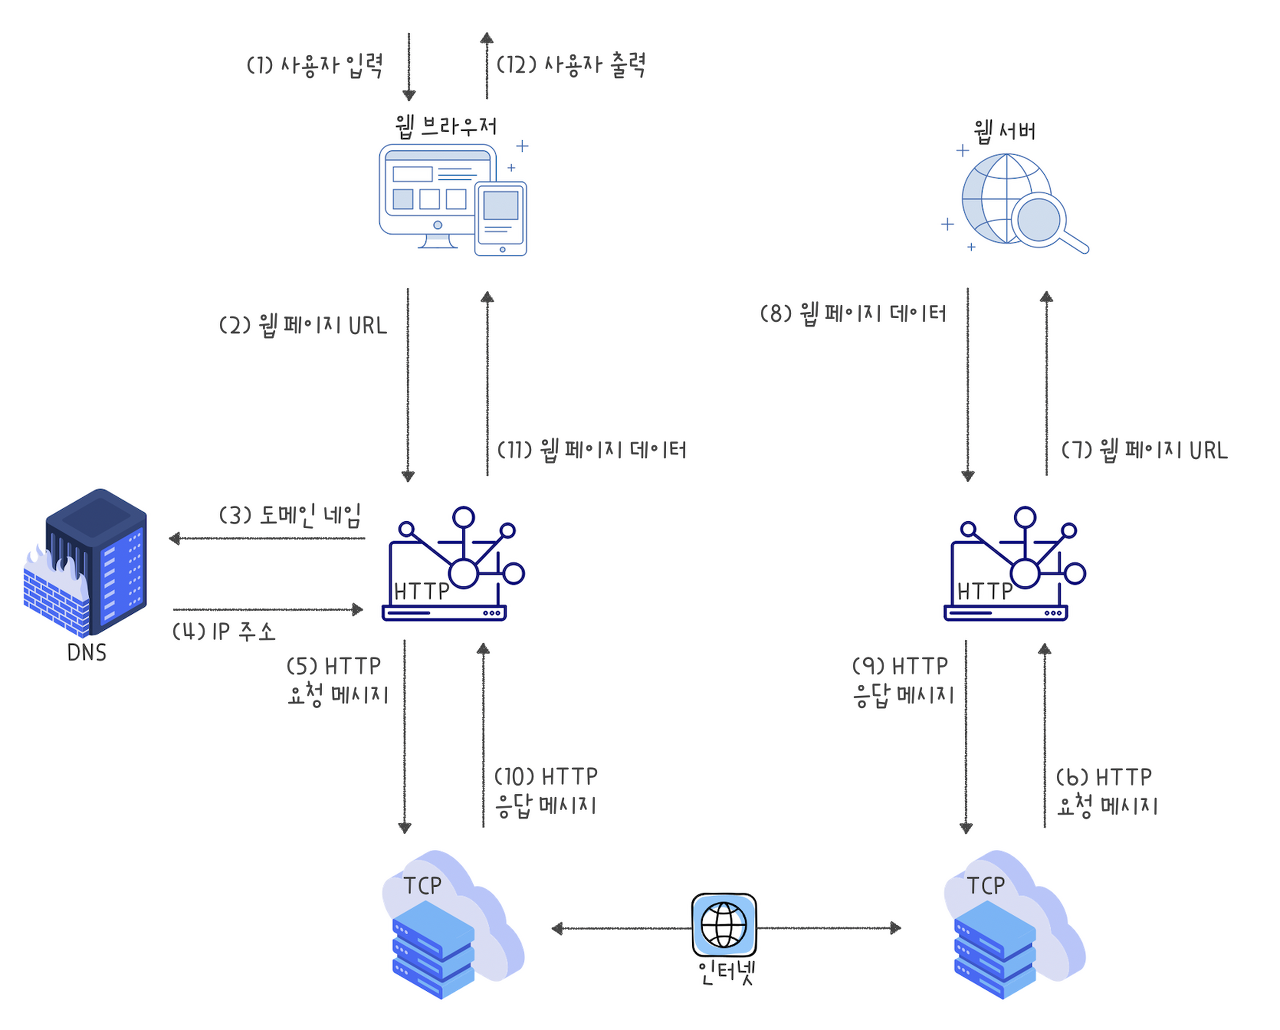 (1) 사용자 입력
(12) 사용자 출력
웹 브라우저
웹 서버
(2) 웹 페이지 URL
(8) 웹 페이지 데이터
(11) 웹 페이지 데이터
(7) 웹 페이지 URL
(3) 도메인 네임
HTTP
HTTP
(4) IP 주소
DNS
(5) HTTP
요청 메시지
(9) HTTP
응답 메시지
(10) HTTP
응답 메시지
(6) HTTP
요청 메시지
TCP
TCP
인터넷